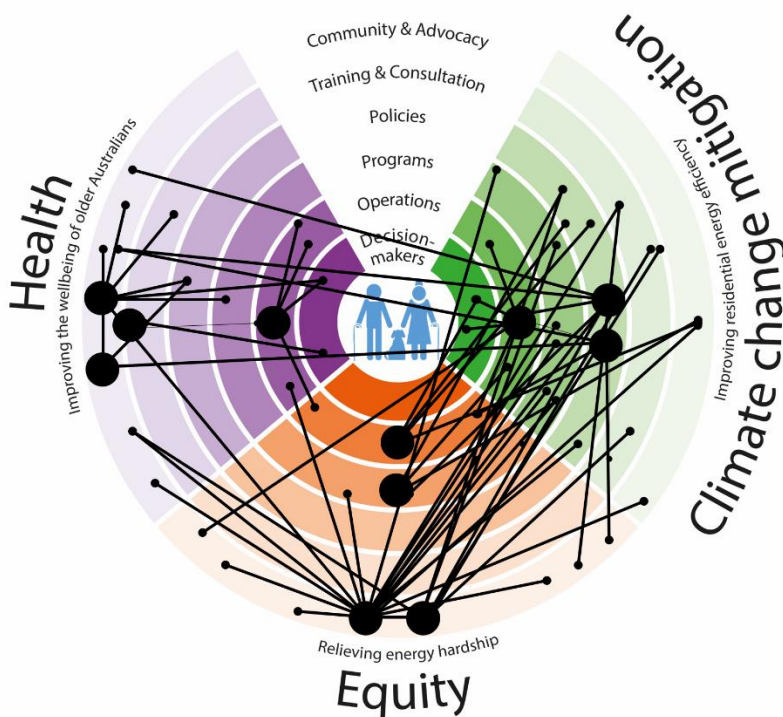 Community & Advocacy
Training & Consultation
Policies
Programs
Operations
Decision-
makers
Health
Improving the wellbeing of older Australians
Climate change mitigation
Improving residential energy efficiency
Relieving energy hardship
Equity